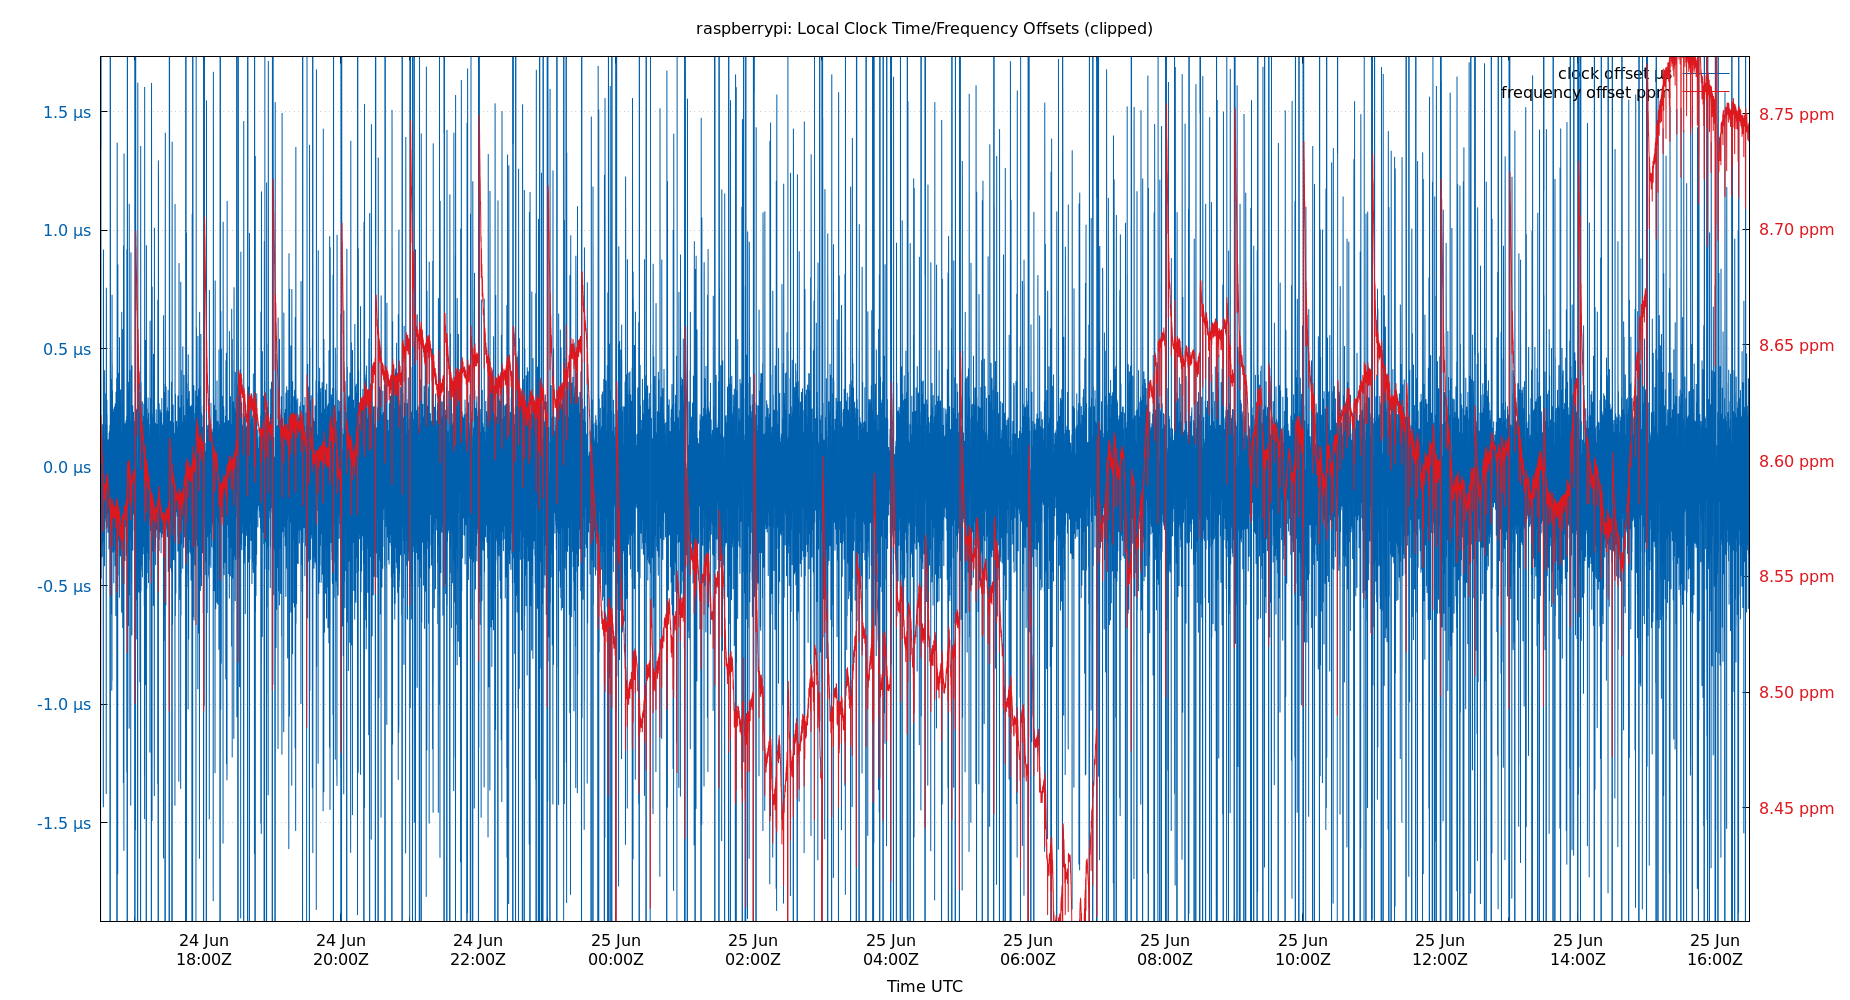 raspberrypi: Local Clock Time/Frequency Offsets (clipped)
clock offset µs
frequency offset ppm
1.5 µs
1.0 µs
0.5 µs
0.0 µs
-0.5 µs
-1.0 µs
-1.5 µs
8.75 ppm
8.70 ppm
8.65 ppm
8.60 ppm
8.55 ppm
8.50 ppm
8.45 ppm
24 Jun 24 Jun 24 Jun 25 Jun 25 Jun 25 Jun 25 Jun 25 Jun 25 Jun 25 Jun 25 Jun 25 Jun
18:00Z 20:00Z 22:00Z 00:00Z 02:00Z 04:00Z 06:00Z 08:00Z 10:00Z 12:00Z 14:00Z 16:00Z
Time UTC